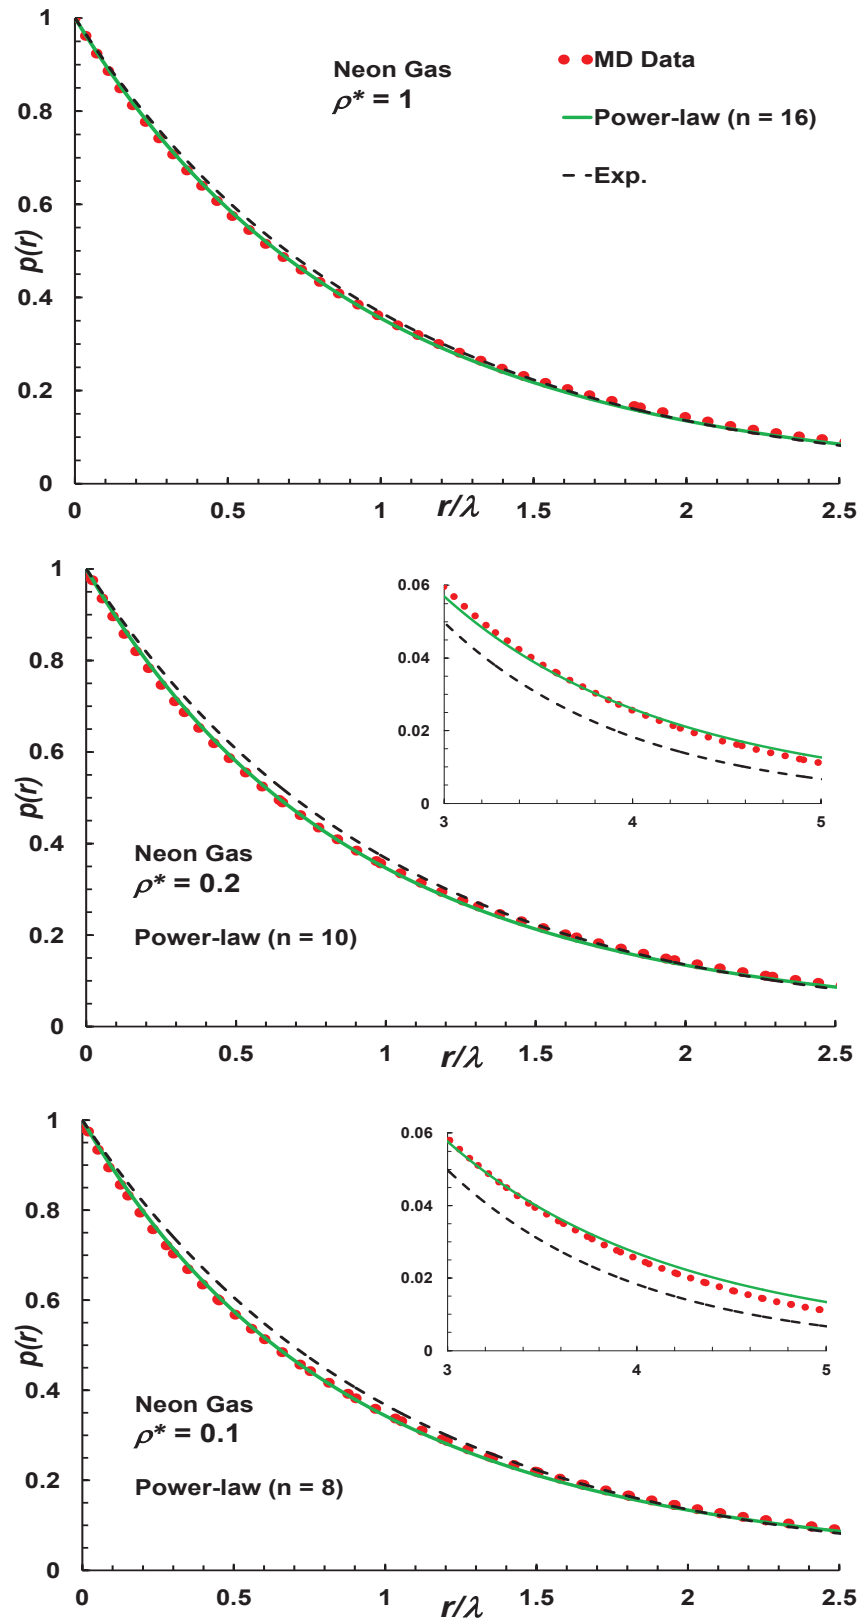 1
0.8
0.6
0.4
0.2
0
p(r)
Neon Gas
ρ* = 1
MD Data
Power-law (n = 16)
Exp.
0 0.5 1 1.5 2 2.5
r/λ
1
0.8
0.6
0.4
0.2
0
p(r)
0.06
0.04
0.02
0
3 4 5
Neon Gas
ρ* = 0.2
Power-law (n = 10)
0 0.5 1 1.5 2 2.5
r/λ
1
0.8
0.6
0.4
0.2
0
p(r)
0.06
0.04
0.02
0
3 4 5
Neon Gas
ρ* = 0.1
Power-law (n = 8)
0 0.5 1 1.5 2 2.5
r/λ